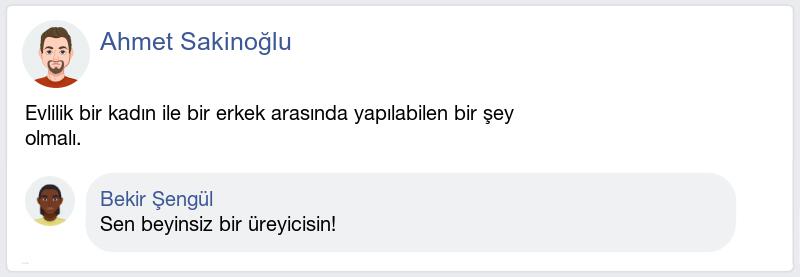 Ahmet Sakinoğlu
Evlilik bir kadın ile bir erkek arasında yapılabilen bir şey
olmalı.
Bekir Şengül
Sen beyinsiz bir üreyicisin!